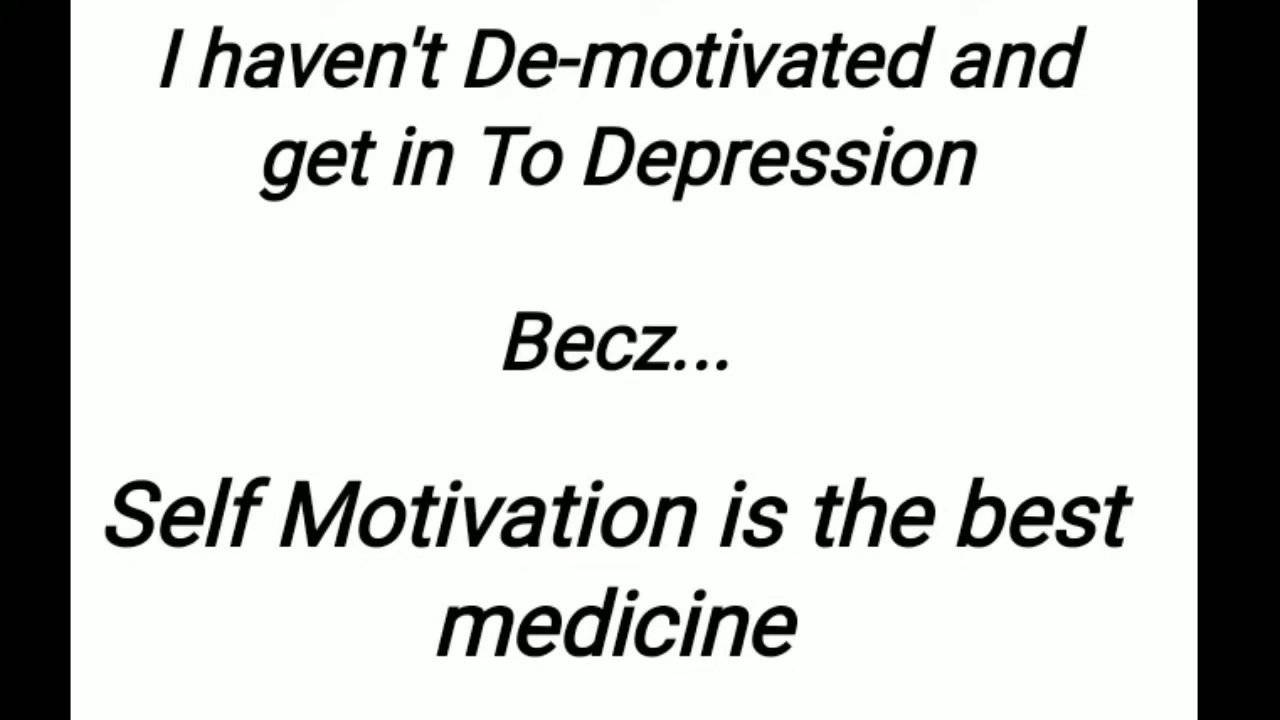 I haven't De-motivated and
get in To Depression
Becz...
Self Motivation is the best
medicine